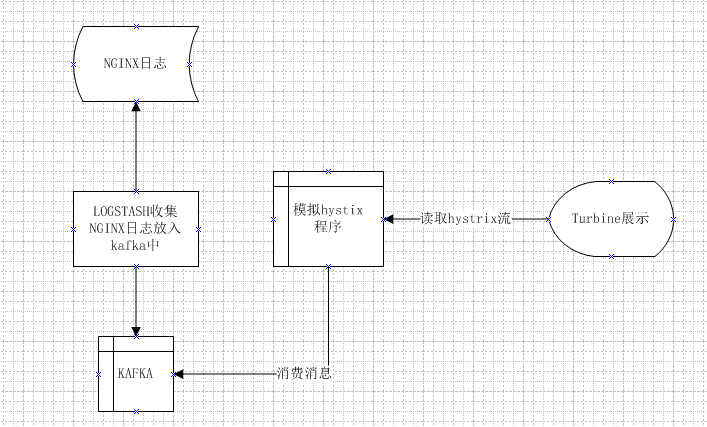 NGINX日志
LOGSTASH收集
NGINX日志放入
kafka中
模拟hystix
程序
读取hystrix流
Turbine展示
KAFKA
消费消息